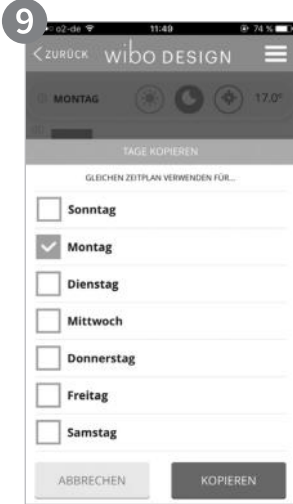 9
o2-de 11:49 74 %
< ZURÜCK wibo DESIGN
MONTAG 17.0°
TAGE KOPIEREN
GLEICHEN ZEITPLAN VERWENDEN FÜR...
Sonntag
Montag
Dienstag
Mittwoch
Donnerstag
Freitag
Samstag
ABBRECHEN KOPIEREN